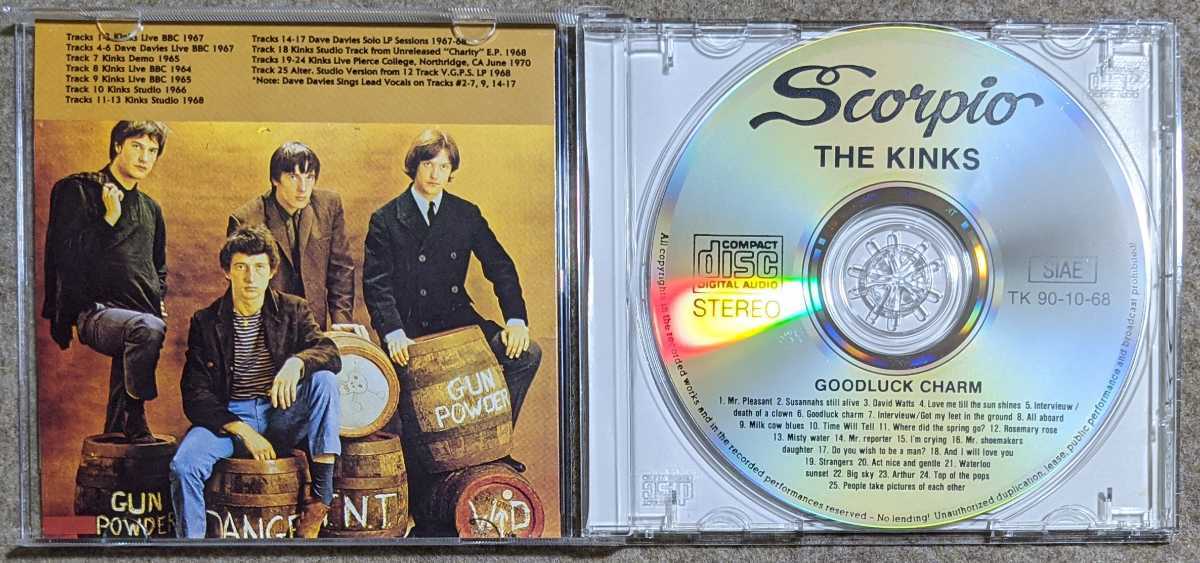 Tracks 1-3 Kinks Live BBC 1967
Tracks 4-6 Dave Davies Live BBC 1967
Track 7 Kinks Demo 1965
Track 8 Kinks Live BBC 1964
Track 9 Kinks Live BBC 1965
Track 10 Kinks Studio 1966
Tracks 11-13 Kinks Studio 1968
Tracks 14-17 Dave Davies Solo LP Sessions 1967-68
Track 18 Kinks Studio Track from Unreleased "Charity" E.P. 1968
Tracks 19-24 Kinks Live Pierce College, Northridge, CA June 1970
Track 25 Alter. Studio Version from 12 Track V.G.P.S. LP 1968
*Note: Dave Davies Sings Lead Vocals on Tracks #2-7, 9, 14-17
GUN
POWDER
GUN
POWDER
DANGE
T.N.T.
Scorpio
THE KINKS
COMPACT
disc
DIGITAL AUDIO
STEREO
SIAE
TK 90-10-68
GOODLUCK CHARM
1. Mr. Pleasant 2. Susannahs still alive 3. David Watts 4. Love me till the sun shines 5. Intervieuw /
death of a clown 6. Goodluck charm 7. Intervieuw/Got my feet in the ground 8. All aboard
9. Milk cow blues 10. Time Will Tell 11. Where did the spring go? 12. Rosemary rose
13. Misty water 14. Mr. reporter 15. I'm crying 16. Mr. shoemakers
daughter 17. Do you wish to be a man? 18. And i will love you
19. Strangers 20. Act nice and gentle 21. Waterloo
sunset 22. Big sky 23. Arthur 24. Top of the pops
25. People take pictures of each other
All copyrights in the recorded works and in the recorded performances reserved – No lending! Unauthorized duplication, lease, public performance and broadcast prohibited!